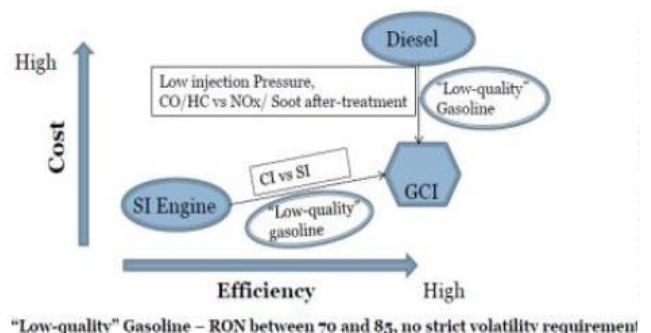 Diesel
High
Low injection Pressure,
CO/HC vs NOx/ Soot after-treatment
"Low-quality"
Gasoline
Cost
CI vs SI
GCI
SI Engine
"Low-quality"
gasoline
Efficiency
High
"Low-quality" Gasoline – RON between 70 and 85, no strict volatility requirement